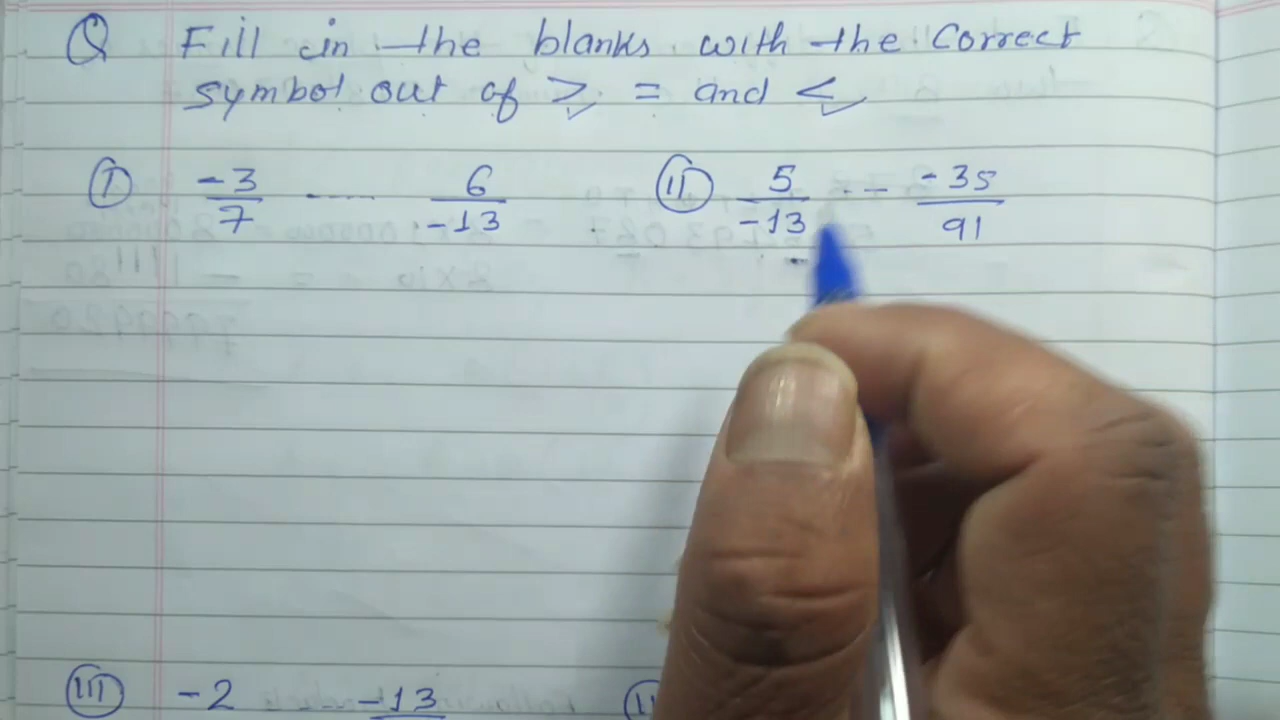 Q Fill in the blanks with the correct
symbol out of >, = and <,
(I) -3/7 ..... 6/-13 (II) 5/-13 ... -35/91
(III) -2 -13